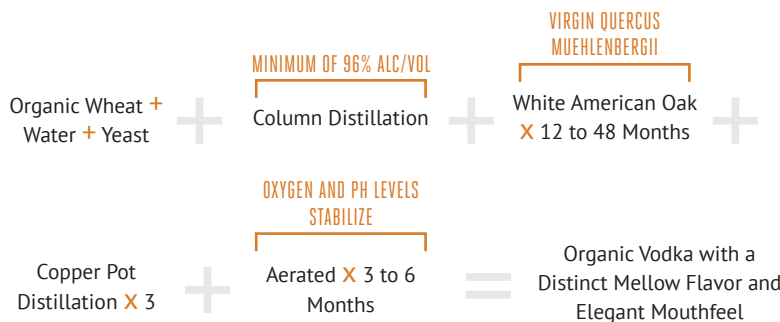 Organic Wheat +
Water + Yeast
+
MINIMUM OF 96% ALC/VOL
Column Distillation
+
VIRGIN QUERCUS
MUEHLENBERGII
White American Oak
X 12 to 48 Months
+
Copper Pot
Distillation X 3
+
OXYGEN AND PH LEVELS
STABILIZE
Aerated X 3 to 6
Months
=
Organic Vodka with a
Distinct Mellow Flavor and
Elegant Mouthfeel